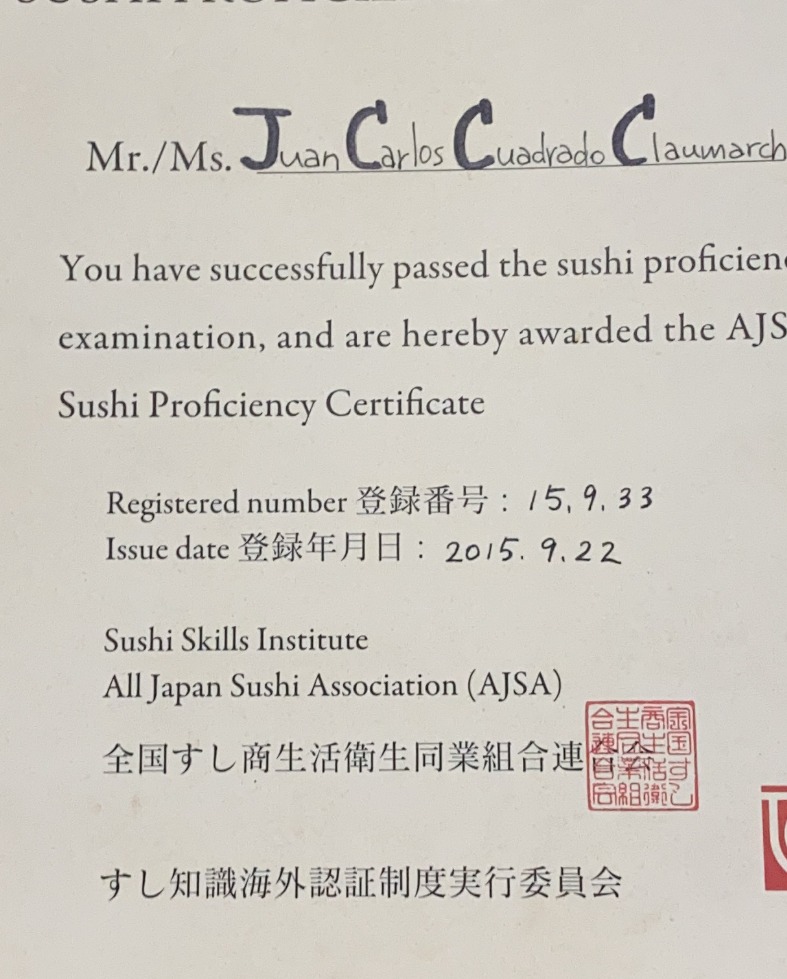 Mr./Ms. Juan Carlos Cuadrado Claumarch
You have successfully passed the sushi proficien
examination, and are hereby awarded the AJS
Sushi Proficiency Certificate
Registered number 登録番号： 15.9.33
Issue date 登録年月日： 2015.9.22
Sushi Skills Institute
All Japan Sushi Association (AJSA)
全国すし商生活衛生同業組合連合会
すし知識海外認証制度実行委員会